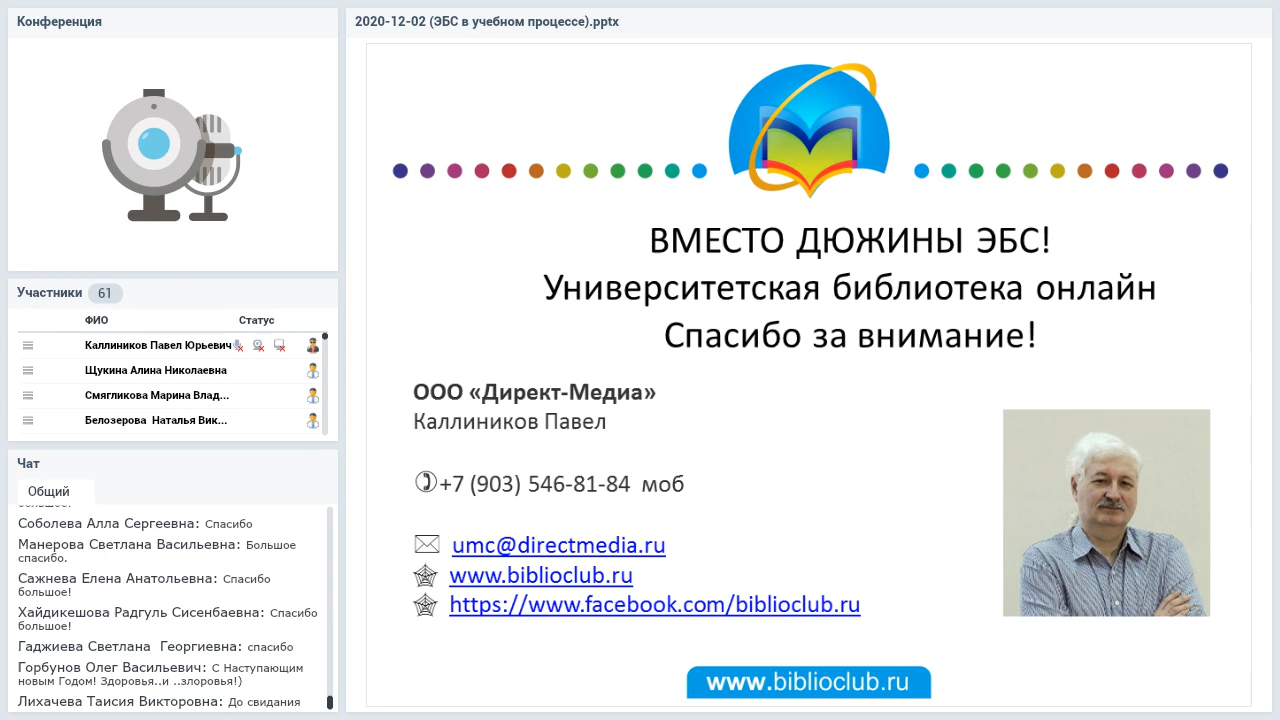 Конференция
Участники 61
ФИО Статус
Каллиников Павел Юрьевич
Щукина Алина Николаевна
Смягликова Марина Влад...
Белозерова Наталья Вик...
Чат
Общий
большое!
Соболева Алла Сергеевна: Спасибо
Манерова Светлана Васильевна: Большое
спасибо.
Сажнева Елена Анатольевна: Спасибо
большое!
Хайдикешова Радгуль Сисенбаевна: Спасибо
большое!
Гаджиева Светлана Георгиевна: спасибо
Горбунов Олег Васильевич: С Наступающим
новым Годом! Здоровья..и ..злоровья!)
Лихачева Таисия Викторовна: До свидания
2020-12-02 (ЭБС в учебном процессе).pptx
ВМЕСТО ДЮЖИНЫ ЭБС!
Университетская библиотека онлайн
Спасибо за внимание!
ООО «Директ-Медиа»
Каллиников Павел
+7 (903) 546-81-84 моб
umc@directmedia.ru
www.biblioclub.ru
https://www.facebook.com/biblioclub.ru
www.biblioclub.ru